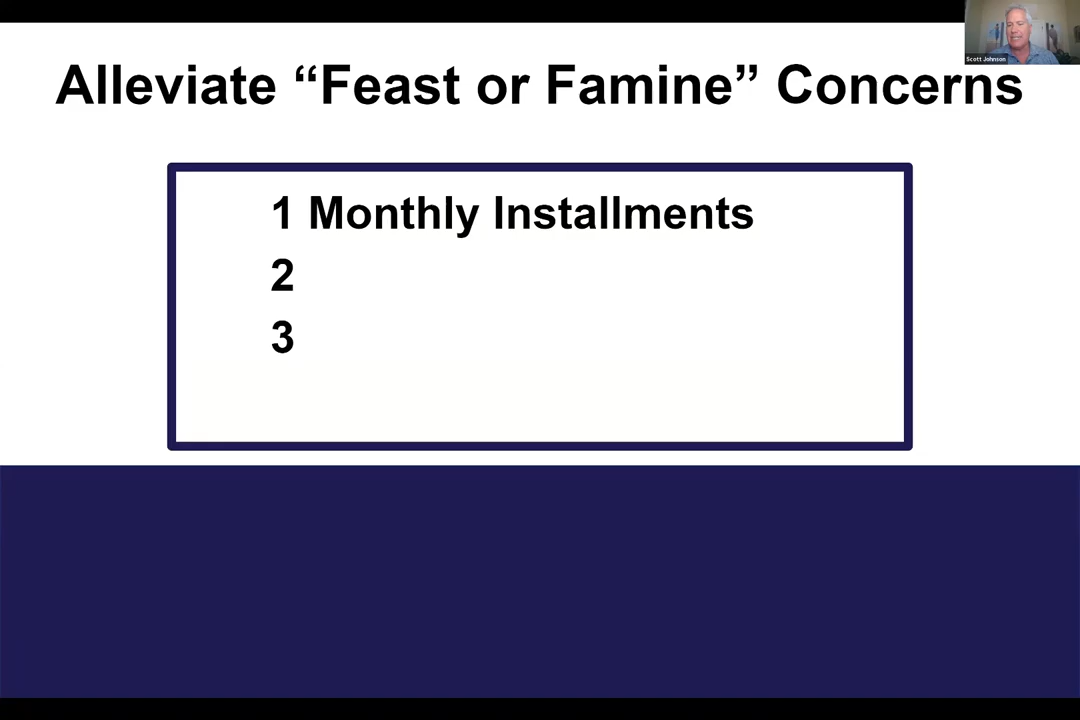 Scott Johnson
Alleviate “Feast or Famine” Concerns
1 Monthly Installments
2
3